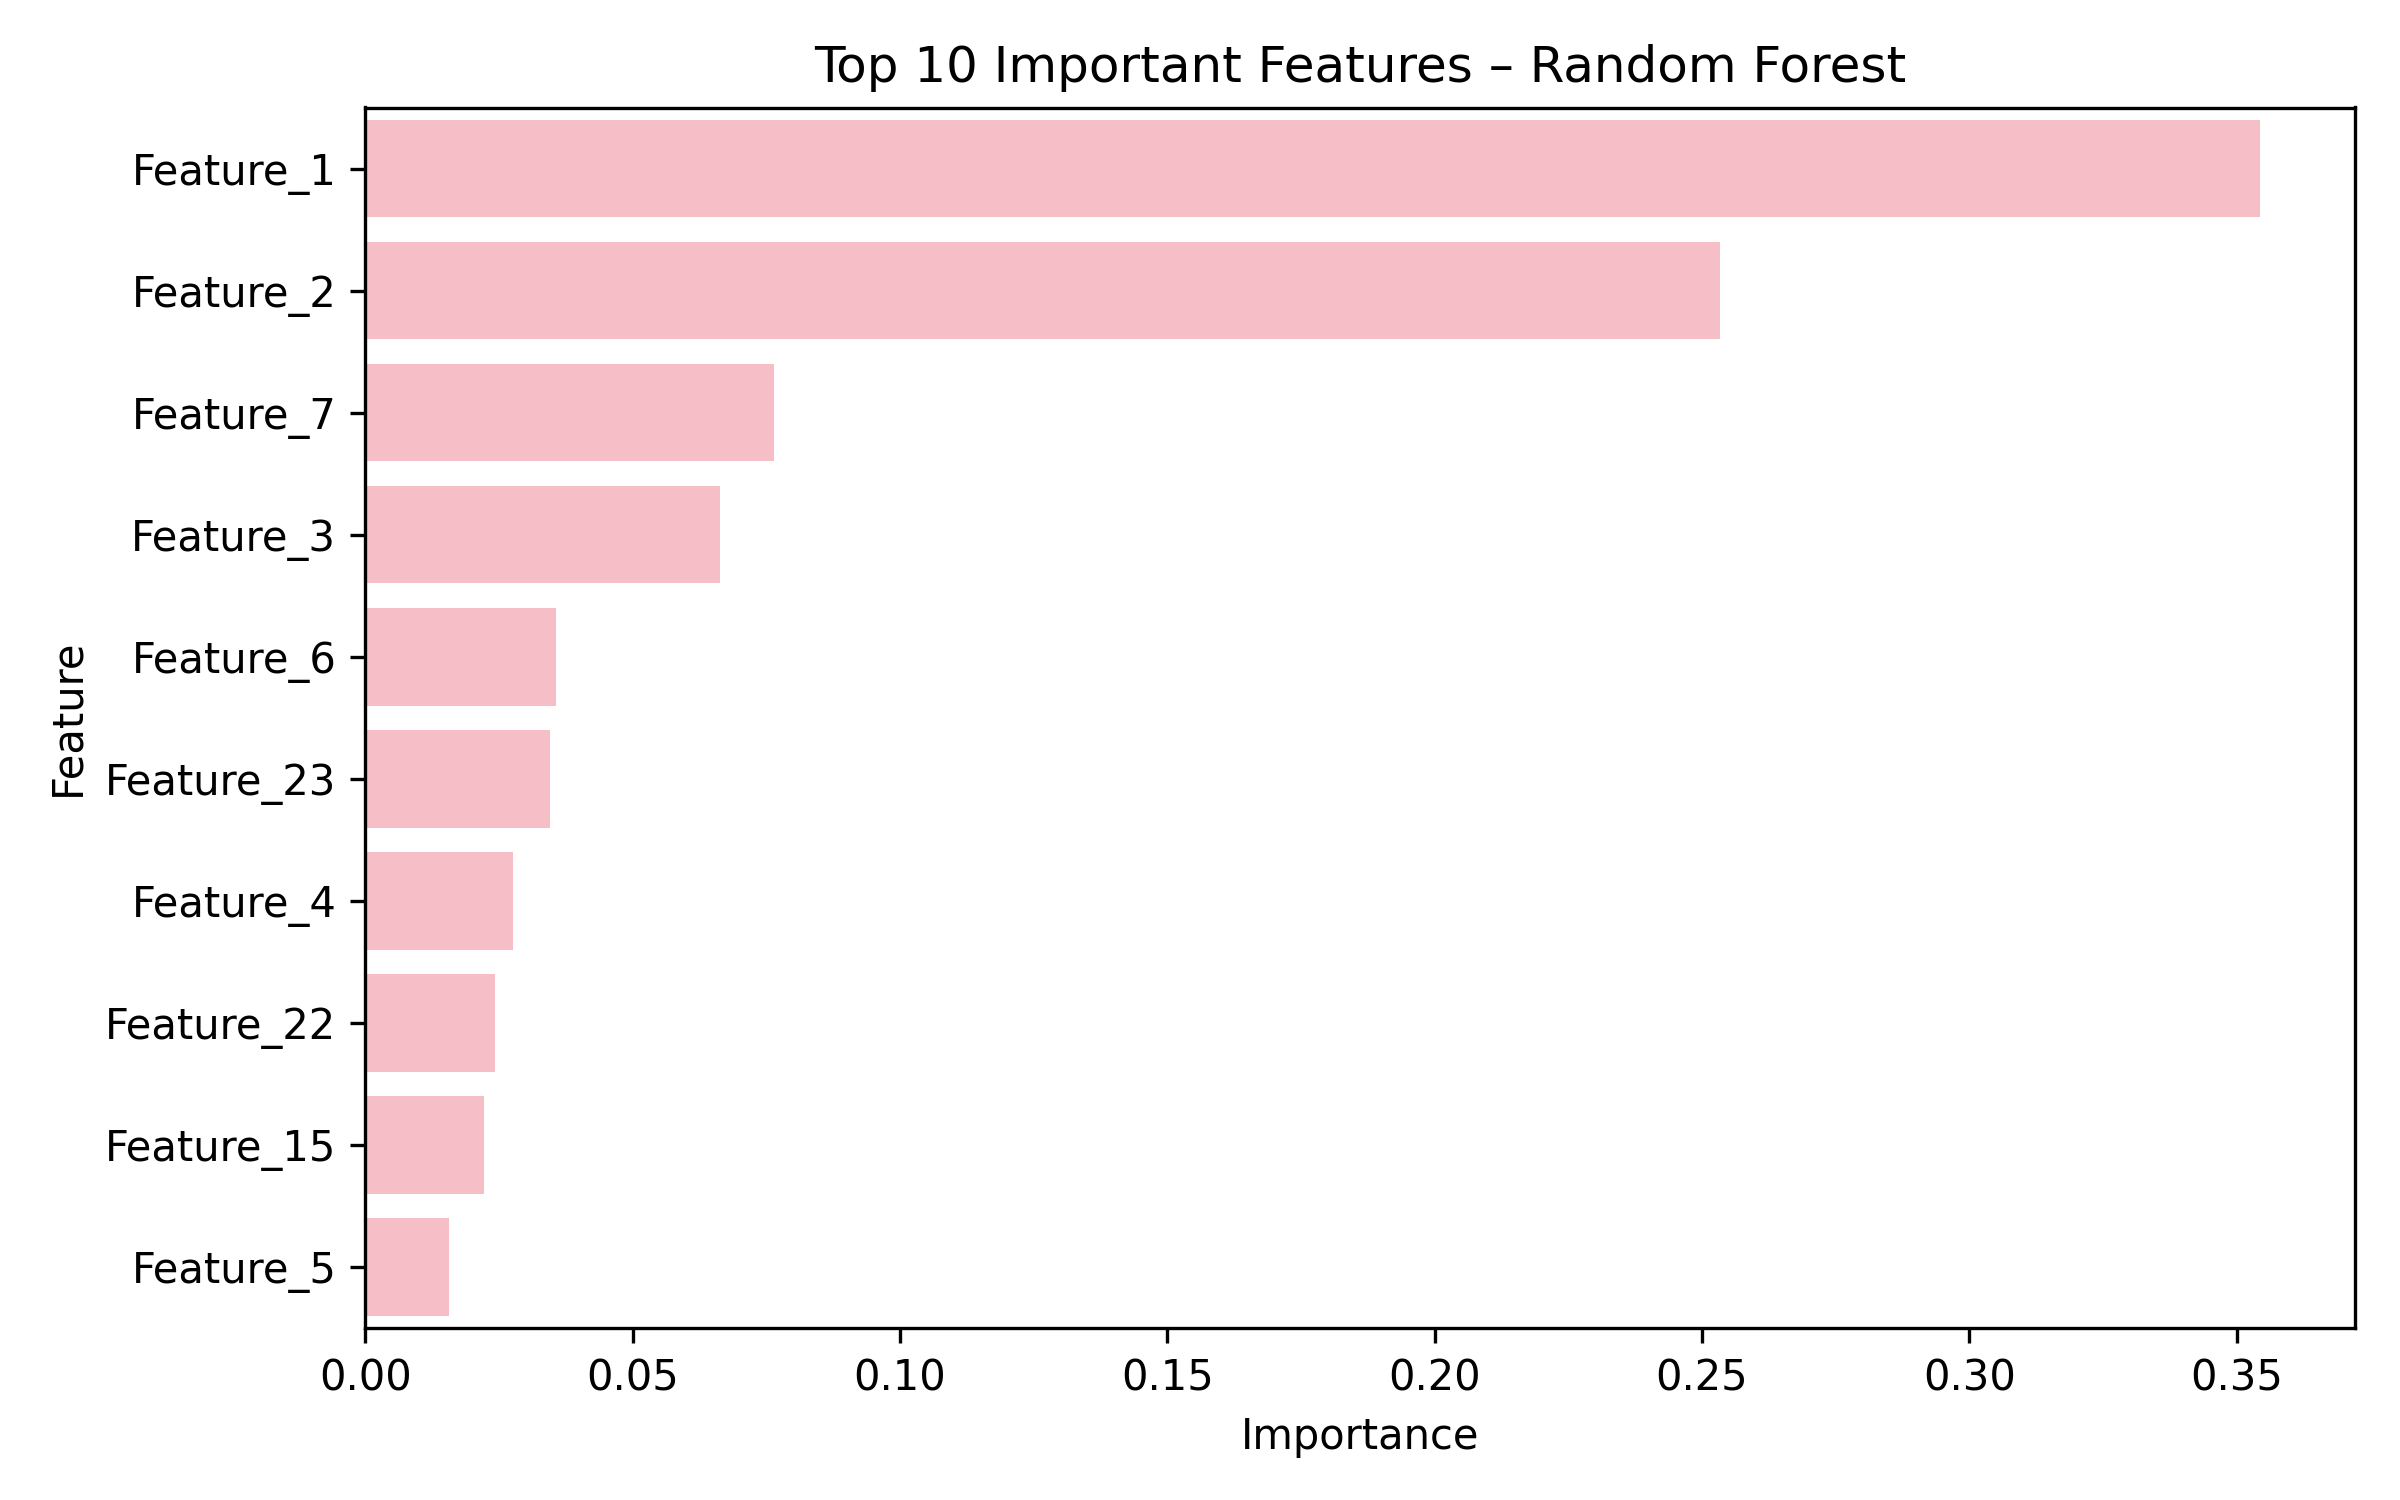 Top 10 Important Features – Random Forest
Feature_1
Feature_2
Feature_7
Feature_3
Feature_6
Feature_23
Feature_4
Feature_22
Feature_15
Feature_5
Feature
0.00 0.05 0.10 0.15 0.20 0.25 0.30 0.35
Importance